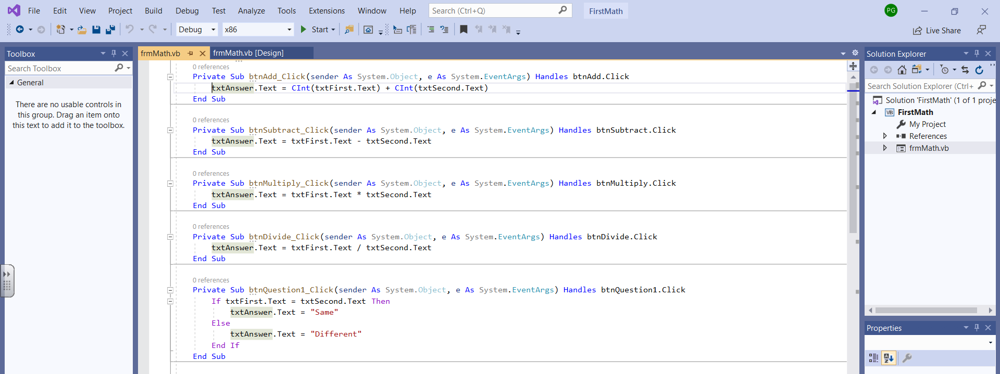 File Edit View Project Build Debug Test Analyze Tools Extensions Window Help Search (Ctrl+Q) FirstMath PG
Debug x86 Start Live Share
Toolbox
Search Toolbox
General
There are no usable controls in
this group. Drag an item onto
this text to add it to the toolbox.
frmMath.vb frmMath.vb [Design]
0 references
Private Sub btnAdd_Click(sender As System.Object, e As System.EventArgs) Handles btnAdd.Click
txtAnswer.Text = CInt(txtFirst.Text) + CInt(txtSecond.Text)
End Sub
0 references
Private Sub btnSubtract_Click(sender As System.Object, e As System.EventArgs) Handles btnSubtract.Click
txtAnswer.Text = txtFirst.Text - txtSecond.Text
End Sub
0 references
Private Sub btnMultiply_Click(sender As System.Object, e As System.EventArgs) Handles btnMultiply.Click
txtAnswer.Text = txtFirst.Text * txtSecond.Text
End Sub
0 references
Private Sub btnDivide_Click(sender As System.Object, e As System.EventArgs) Handles btnDivide.Click
txtAnswer.Text = txtFirst.Text / txtSecond.Text
End Sub
0 references
Private Sub btnQuestion1_Click(sender As System.Object, e As System.EventArgs) Handles btnQuestion1.Click
If txtFirst.Text = txtSecond.Text Then
txtAnswer.Text = "Same"
Else
txtAnswer.Text = "Different"
End If
End Sub
Solution Explorer
Search Solution Explorer (Ctrl+
Solution 'FirstMath' (1 of 1 proje
VB FirstMath
My Project
References
frmMath.vb
Properties